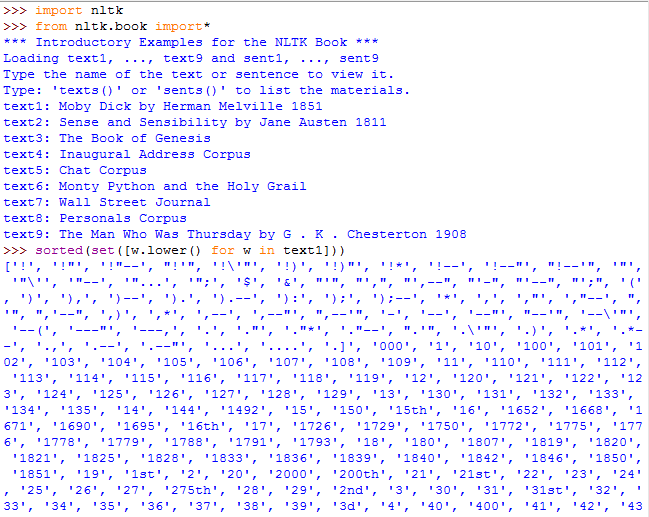 >>> import nltk
>>> from nltk.book import*
*** Introductory Examples for the NLTK Book ***
Loading text1, ..., text9 and sent1, ..., sent9
Type the name of the text or sentence to view it.
Type: 'texts()' or 'sents()' to list the materials.
text1: Moby Dick by Herman Melville 1851
text2: Sense and Sensibility by Jane Austen 1811
text3: The Book of Genesis
text4: Inaugural Address Corpus
text5: Chat Corpus
text6: Monty Python and the Holy Grail
text7: Wall Street Journal
text8: Personals Corpus
text9: The Man Who Was Thursday by G . K . Chesterton 1908
>>> sorted(set([w.lower() for w in text1]))
['!', '!"', '!"--', "!'", '!\'"', '!)', '!)"', '!*', '!--', '!--"', "!--'", '"',
'"\'', '"--', '"...', '";', '$', '&', "'", "',", "',--", "'-", "'--", "';", '(',
')', '),', ')--', ').', ').--', '):', ');', ');--', '*', ',', ',"', ',"--', ",
'", ",'--", ',)', ',*', ',--', ',--"', ",--'", '-', '--', '--"', "--'", '--\'"',
'--(', '---"', '---,', '.', '."', '."*', '."--', ".'", '.\'"', '.)', '.*', '.*-
-', '.,', '.--', '.--"', '...', '....', '.]', '000', '1', '10', '100', '101', '1
02', '103', '104', '105', '106', '107', '108', '109', '11', '110', '111', '112',
'113', '114', '115', '116', '117', '118', '119', '12', '120', '121', '122', '12
3', '124', '125', '126', '127', '128', '129', '13', '130', '131', '132', '133',
'134', '135', '14', '144', '1492', '15', '150', '15th', '16', '1652', '1668', '1
671', '1690', '1695', '16th', '17', '1726', '1729', '1750', '1772', '1775', '177
6', '1778', '1779', '1788', '1791', '1793', '18', '180', '1807', '1819', '1820',
'1821', '1825', '1828', '1833', '1836', '1839', '1840', '1842', '1846', '1850',
'1851', '19', '1st', '2', '20', '2000', '200th', '21', '21st', '22', '23', '24'
, '25', '26', '27', '275th', '28', '29', '2nd', '3', '30', '31', '31st', '32', '
33', '34', '35', '36', '37', '38', '39', '3d', '4', '40', '400', '41', '42', '43